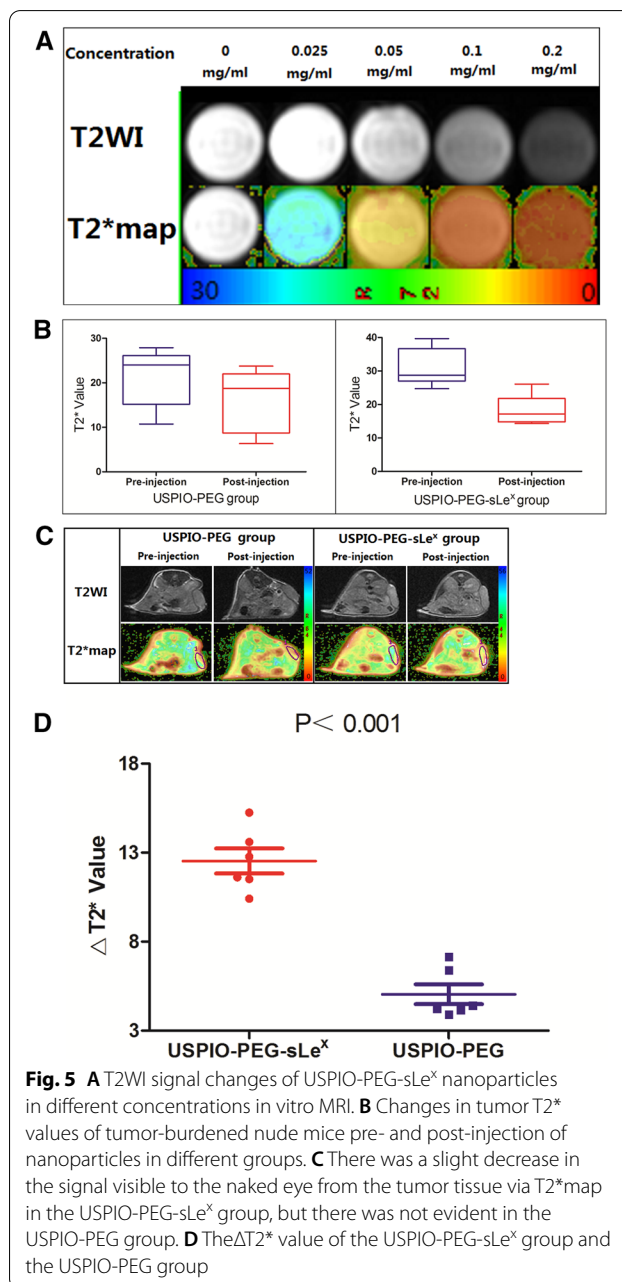 A
Concentration 0 0.025 0.05 0.1 0.2
mg/ml mg/ml mg/ml mg/ml mg/ml
T2WI
T2*map
30 R 7 2 0
B
30
20
10
0
T2* Value
Pre-injection Post-injection
USPIO-PEG group
40
30
20
10
0
T2* Value
Pre-injection Post-injection
USPIO-PEG-sLeˣ group
C
USPIO-PEG group USPIO-PEG-sLeˣ group
Pre-injection Post-injection Pre-injection Post-injection
T2WI
T2*map
D
P< 0.001
18
13
8
3
△ T2* Value
USPIO-PEG-sLeˣ USPIO-PEG
Fig. 5 A T2WI signal changes of USPIO-PEG-sLeˣ nanoparticles
in different concentrations in vitro MRI. B Changes in tumor T2*
values of tumor-burdened nude mice pre- and post-injection of
nanoparticles in different groups. C There was a slight decrease in
the signal visible to the naked eye from the tumor tissue via T2*map
in the USPIO-PEG-sLeˣ group, but there was not evident in the
USPIO-PEG group. D TheΔT2* value of the USPIO-PEG-sLeˣ group and
the USPIO-PEG group